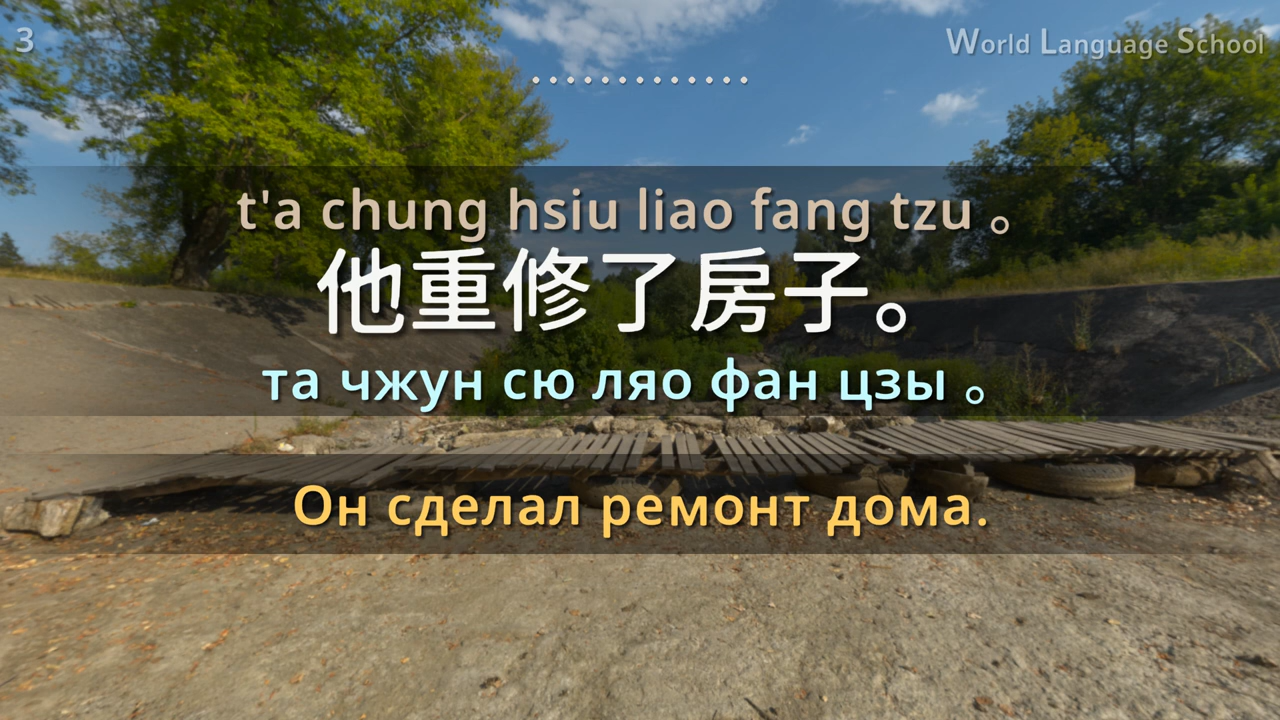 3
World Language School
t'a chung hsiu liao fang tzu 。
他重修了房子。
та чжун сю ляо фан цзы 。
Он сделал ремонт дома.